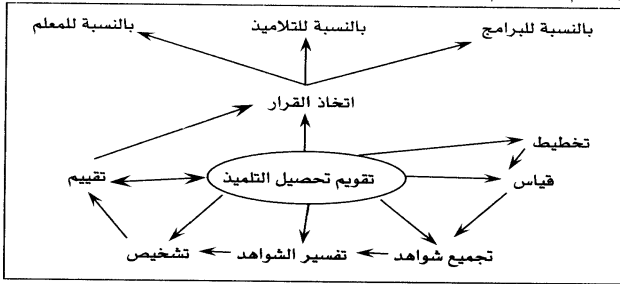 بالنسبة للبرامج بالنسبة للتلاميذ بالنسبة للمعلم
اتخاذ القرار
تخطيط
قياس تقويم تحصيل التلميذ تقييم
تجميع شواهد تفسير الشواهد تشخيص